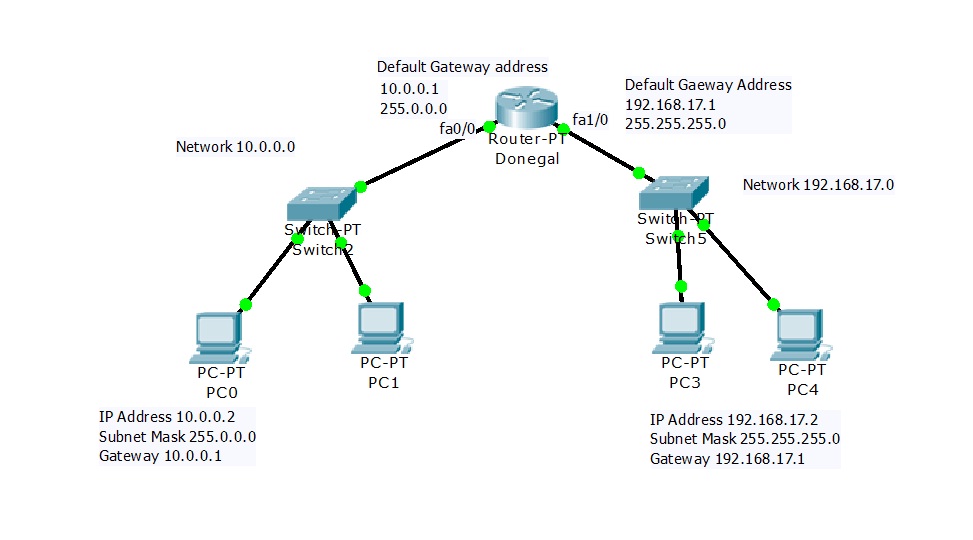 Default Gateway address
10.0.0.1
255.0.0.0
Default Gaeway Address
192.168.17.1
255.255.255.0
fa0/0
fa1/0
Router-PT
Donegal
Network 10.0.0.0
Network 192.168.17.0
Switch-PT
Switch2
Switch-PT
Switch5
PC-PT
PC0
PC-PT
PC1
PC-PT
PC3
PC-PT
PC4
IP Address 10.0.0.2
Subnet Mask 255.0.0.0
Gateway 10.0.0.1
IP Address 192.168.17.2
Subnet Mask 255.255.255.0
Gateway 192.168.17.1